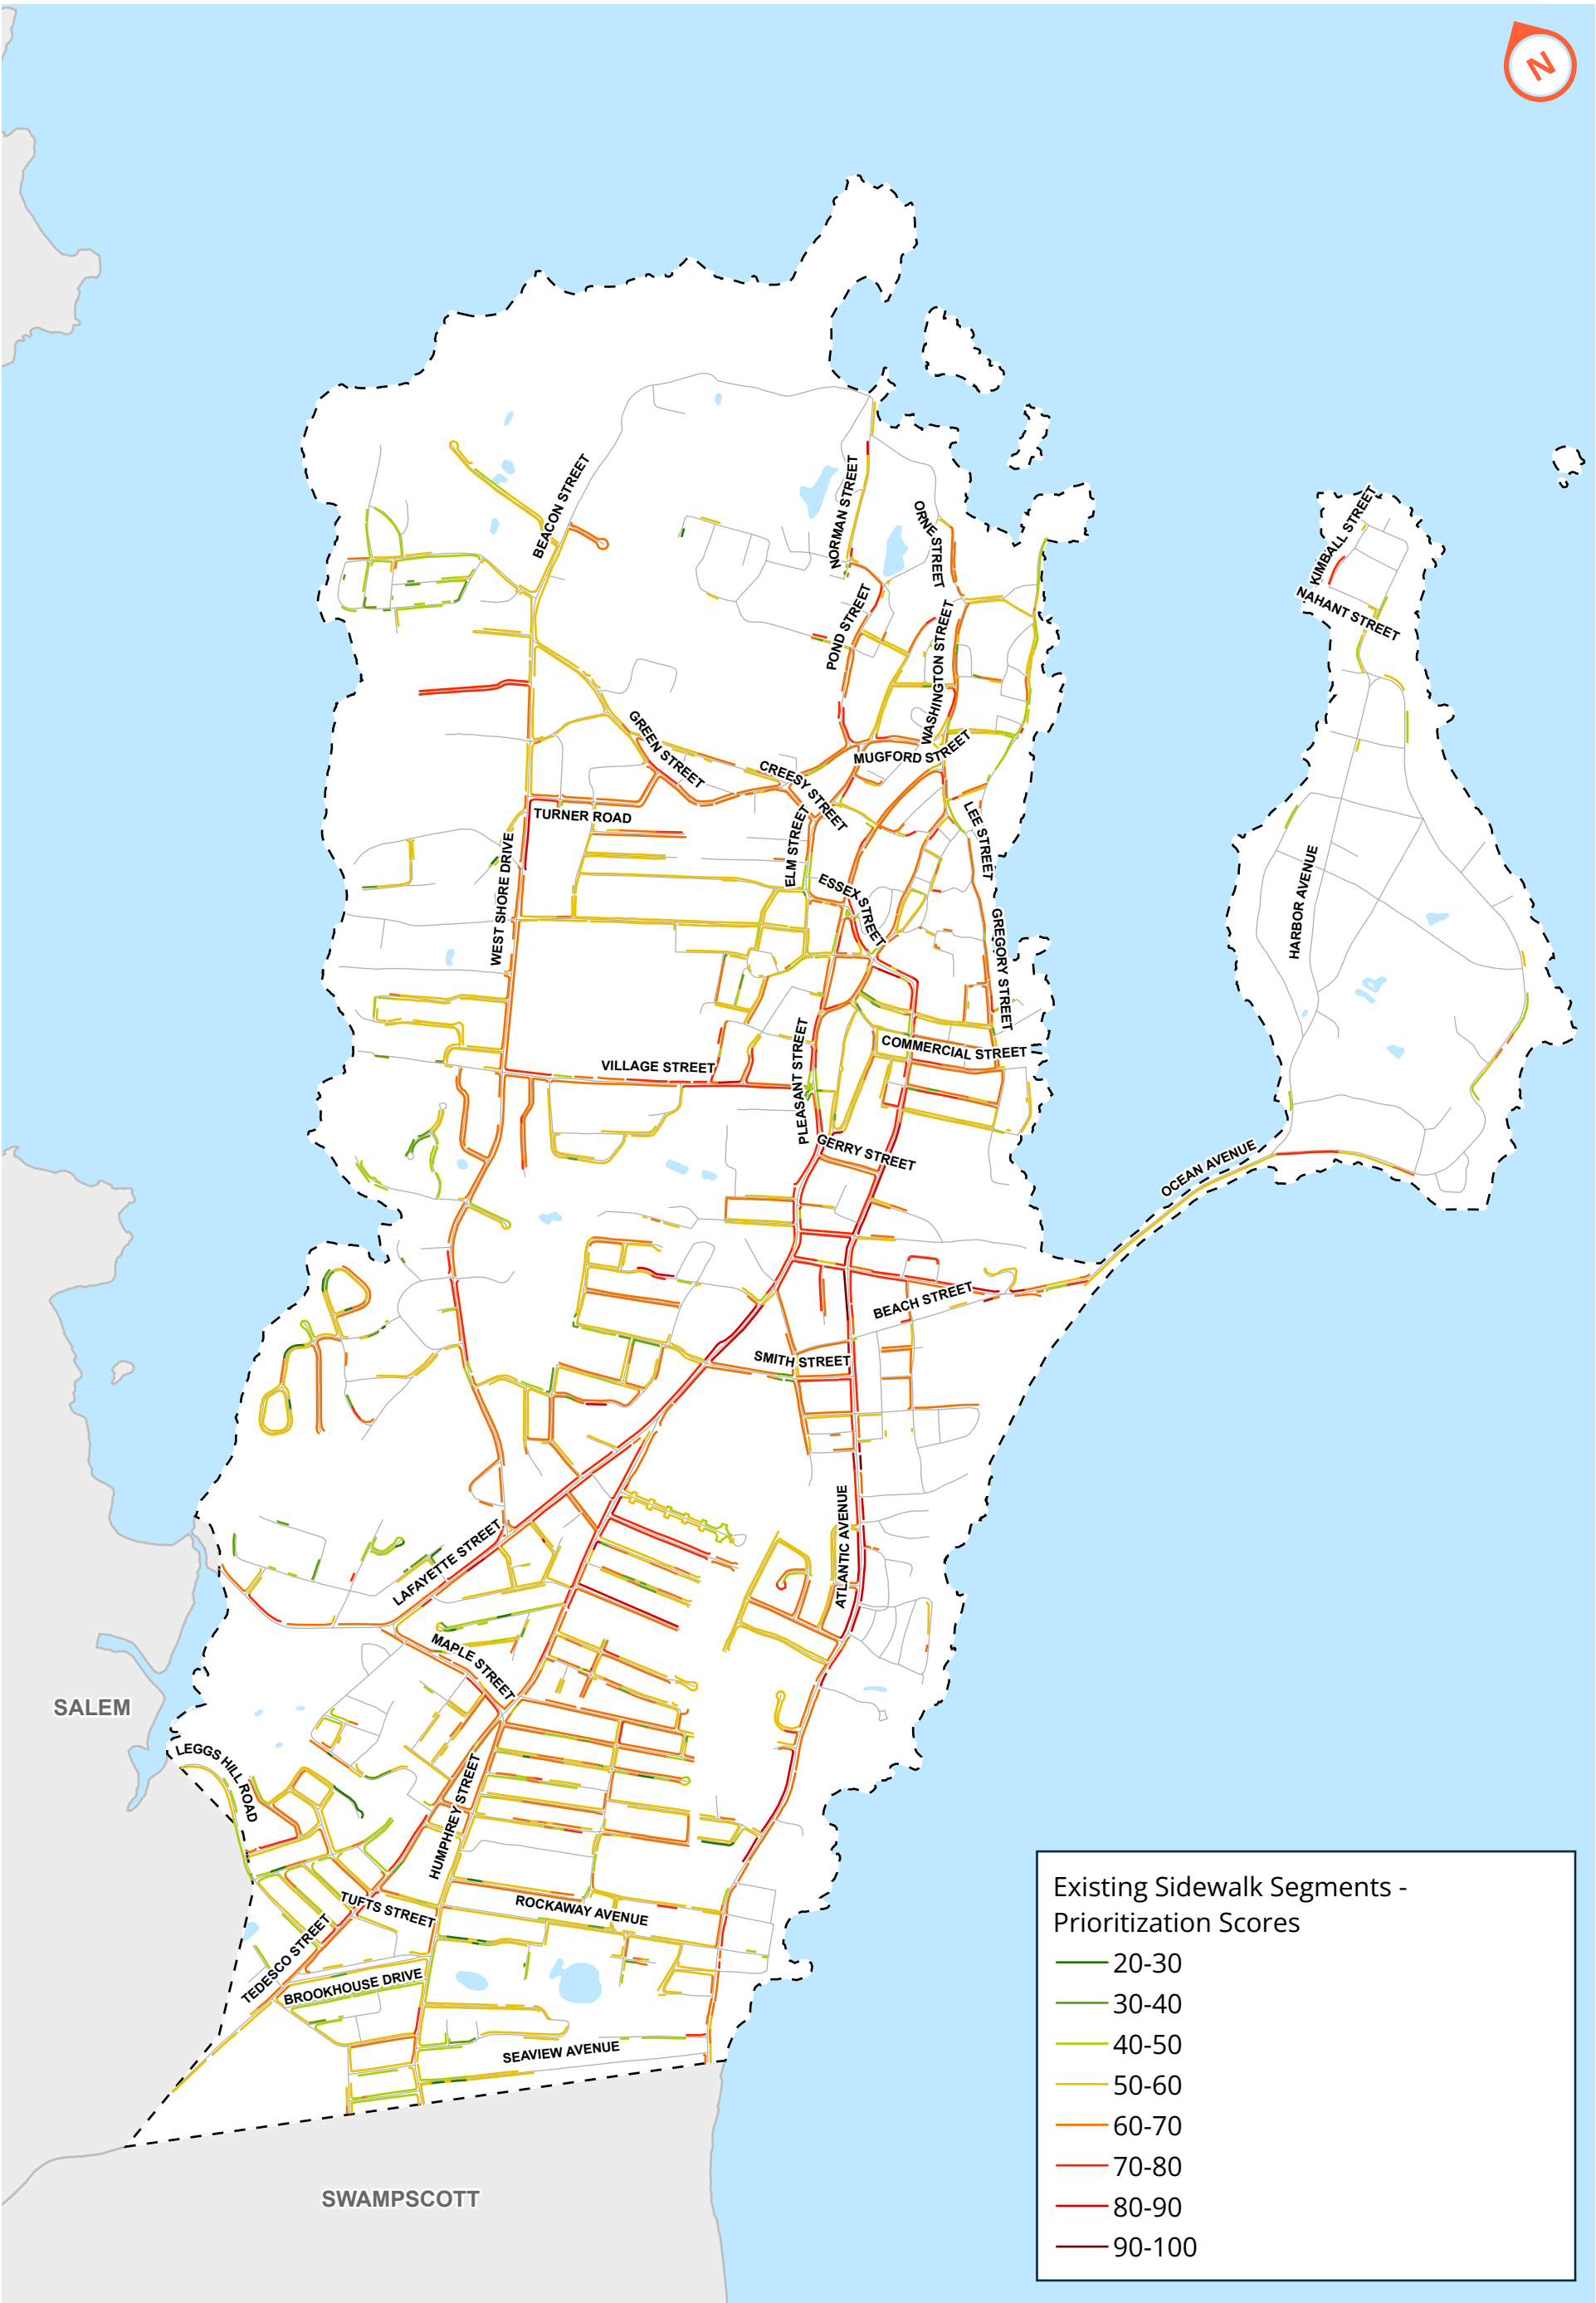 N
KIMBALL STREET
BEACON STREET
NORMAN STREET
ORNE STREET
NAHANT STREET
POND STREET
WASHINGTON STREET
GREEN STREET
MUGFORD STREET
CREESY STREET
TURNER ROAD
ELM STREET
LEE STREET
WEST SHORE DRIVE
ESSEX STREET
HARBOR AVENUE
GREGORY STREET
PLEASANT STREET
COMMERCIAL STREET
VILLAGE STREET
GERRY STREET
OCEAN AVENUE
BEACH STREET
SMITH STREET
ATLANTIC AVENUE
LAFAYETTE STREET
MAPLE STREET
SALEM
LEGGS HILL ROAD
HUMPHREY STREET
TUFTS STREET
ROCKAWAY AVENUE
TEDESCO STREET
BROOKHOUSE DRIVE
SEAVIEW AVENUE
SWAMPSCOTT
Existing Sidewalk Segments -
Prioritization Scores
20-30
30-40
40-50
50-60
60-70
70-80
80-90
90-100